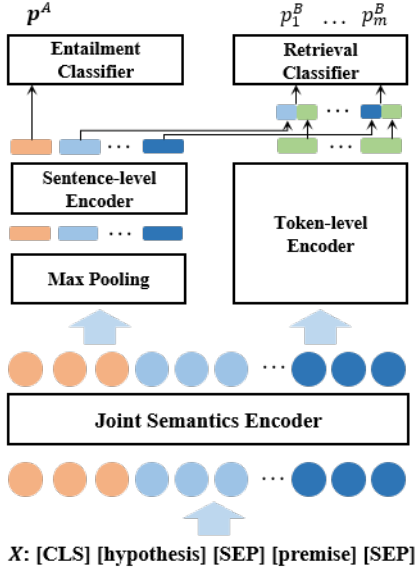 p^A
p_1^B ... p_m^B
Entailment
Classifier
Retrieval
Classifier
...
...
...
Sentence-level
Encoder
Token-level
Encoder
...
Max Pooling
...
Joint Semantics Encoder
...
X: [CLS] [hypothesis] [SEP] [premise] [SEP]